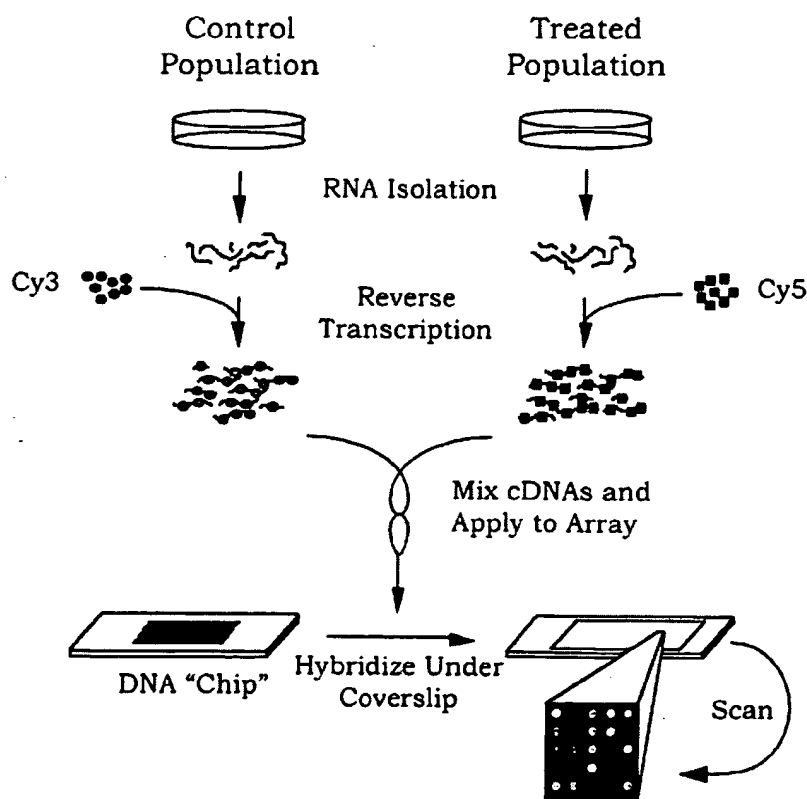 Control
Population
Treated
Population
RNA Isolation
Cy3
Reverse
Transcription
Cy5
Mix cDNAs and
Apply to Array
DNA “Chip”
Hybridize Under
Coverslip
Scan